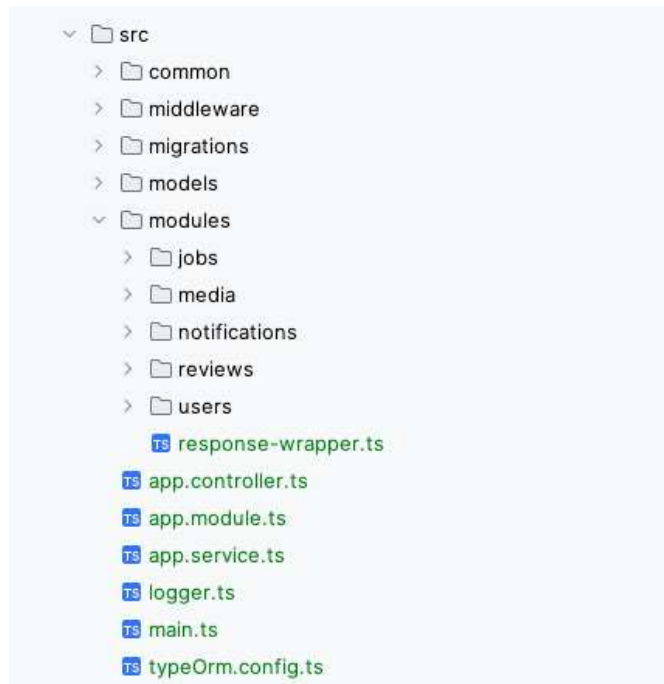 src
common
middleware
migrations
models
modules
jobs
media
notifications
reviews
users
TS response-wrapper.ts
TS app.controller.ts
TS app.module.ts
TS app.service.ts
TS logger.ts
TS main.ts
TS typeOrm.config.ts